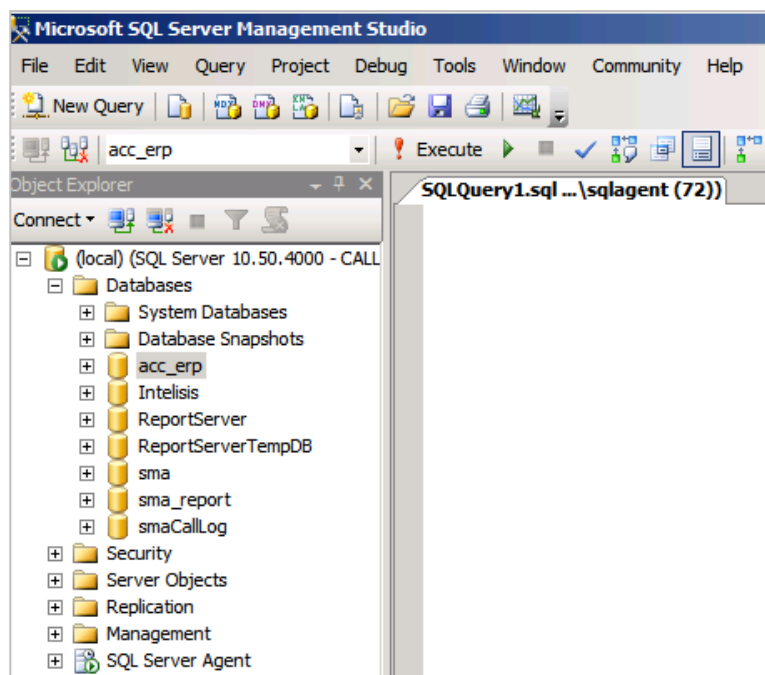 Microsoft SQL Server Management Studio
File Edit View Query Project Debug Tools Window Community Help
New Query
acc_erp Execute
Object Explorer
SQLQuery1.sql ...\sqlagent (72))
Connect
(local) (SQL Server 10.50.4000 - CALL
Databases
System Databases
Database Snapshots
acc_erp
Intelisis
ReportServer
ReportServerTempDB
sma
sma_report
smaCallLog
Security
Server Objects
Replication
Management
SQL Server Agent